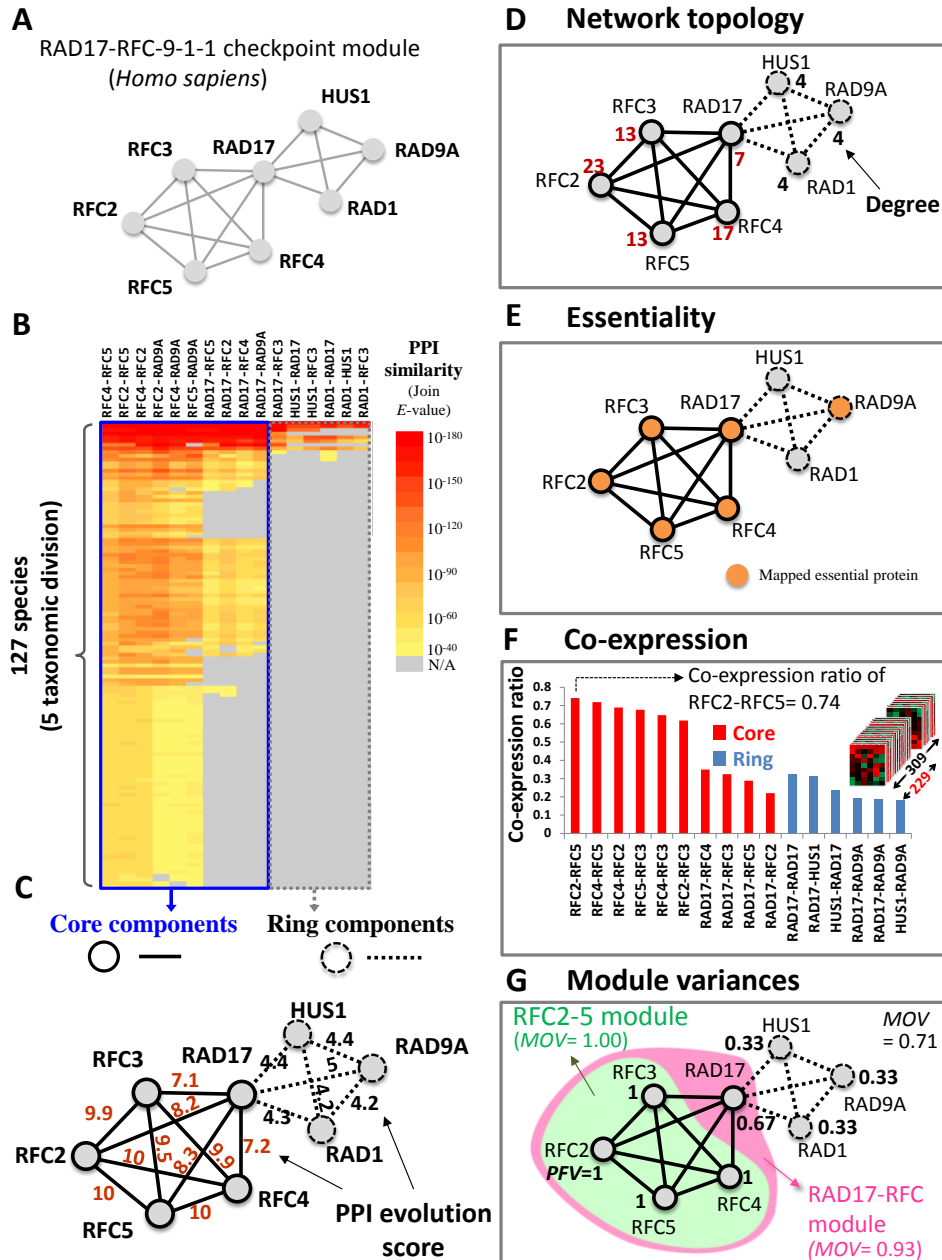 A
RAD17-RFC-9-1-1 checkpoint module
(Homo sapiens)
HUS1
RFC3
RAD17
RAD9A
RFC2
RAD1
RFC4
RFC5
B
RFC4-RFC5
RFC2-RFC5
RFC4-RFC2
RFC2-RAD9A
RFC4-RAD9A
RFC5-RAD9A
RAD17-RFC5
RAD17-RFC2
RAD17-RFC4
RAD17-RAD9A
RAD17-RFC3
HUS1-RAD17
HUS1-RFC3
RAD1-RAD17
RAD1-HUS1
RAD1-RFC3
PPI
similarity
(Join
E-value)
10-180
10-150
10-120
10-90
10-60
10-40
N/A
127 species
(5 taxonomic division)
Core components
Ring components
C
HUS1
RFC3
RAD17
4.4
4.4
RAD9A
7.1
5
9.9
8.2
4.2
4.3
4.2
RFC2
9.5
9.9
7.2
RAD1
10
8.3
10
RFC4
RFC5
10
PPI evolution
score
D
Network topology
HUS1
4
RFC3
RAD17
RAD9A
13
7
4
23
4
RAD1
RFC2
RFC4
Degree
13
17
RFC5
E
Essentiality
HUS1
RFC3
RAD17
RAD9A
RAD1
RFC2
RFC4
RFC5
Mapped essential protein
F
Co-expression
Co-expression ratio
0.8
0.7
0.6
0.5
0.4
0.3
0.2
0.1
0
Co-expression ratio of
RFC2-RFC5= 0.74
Core
Ring
309
229
RFC2-RFC5
RFC4-RFC5
RFC4-RFC2
RFC5-RFC3
RFC4-RFC3
RFC2-RFC3
RAD17-RFC4
RAD17-RFC3
RAD17-RFC5
RAD17-RFC2
RAD17-RAD17
RAD17-HUS1
HUS1-RAD17
RAD17-RAD9A
RAD17-RAD9A
HUS1-RAD9A
G
Module variances
RFC2-5 module
(MOV= 1.00)
HUS1
MOV
= 0.71
0.33
RFC3
RAD17
0.33
RAD9A
1
0.67
0.33
RAD1
RFC2
PFV=1
1
RFC4
1
RFC5
RAD17-RFC
module
(MOV= 0.93)